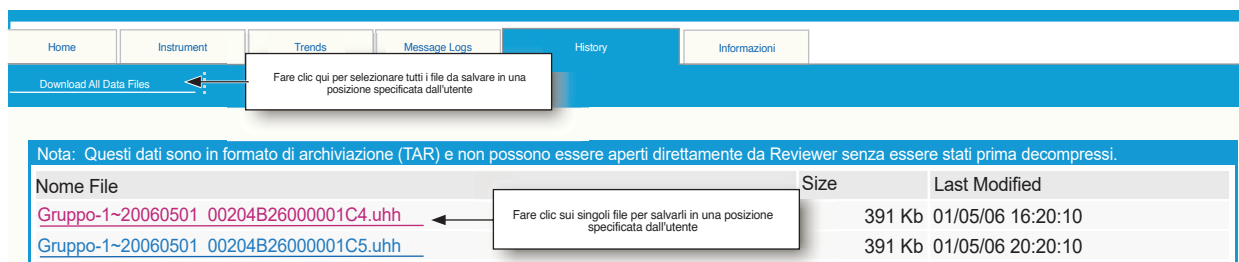 Home Instrument Trends Message Logs History Informazioni
Download All Data Files
Fare clic qui per selezionare tutti i file da salvare in una
posizione specificata dall'utente
Nota: Questi dati sono in formato di archiviazione (TAR) e non possono essere aperti direttamente da Reviewer senza essere stati prima decompressi.
Nome File Size Last Modified
Gruppo-1~20060501_00204B26000001C4.uhh 391 Kb 01/05/06 16:20:10
Fare clic sui singoli file per salvarli in una posizione
specificata dall'utente
Gruppo-1~20060501_00204B26000001C5.uhh 391 Kb 01/05/06 20:20:10